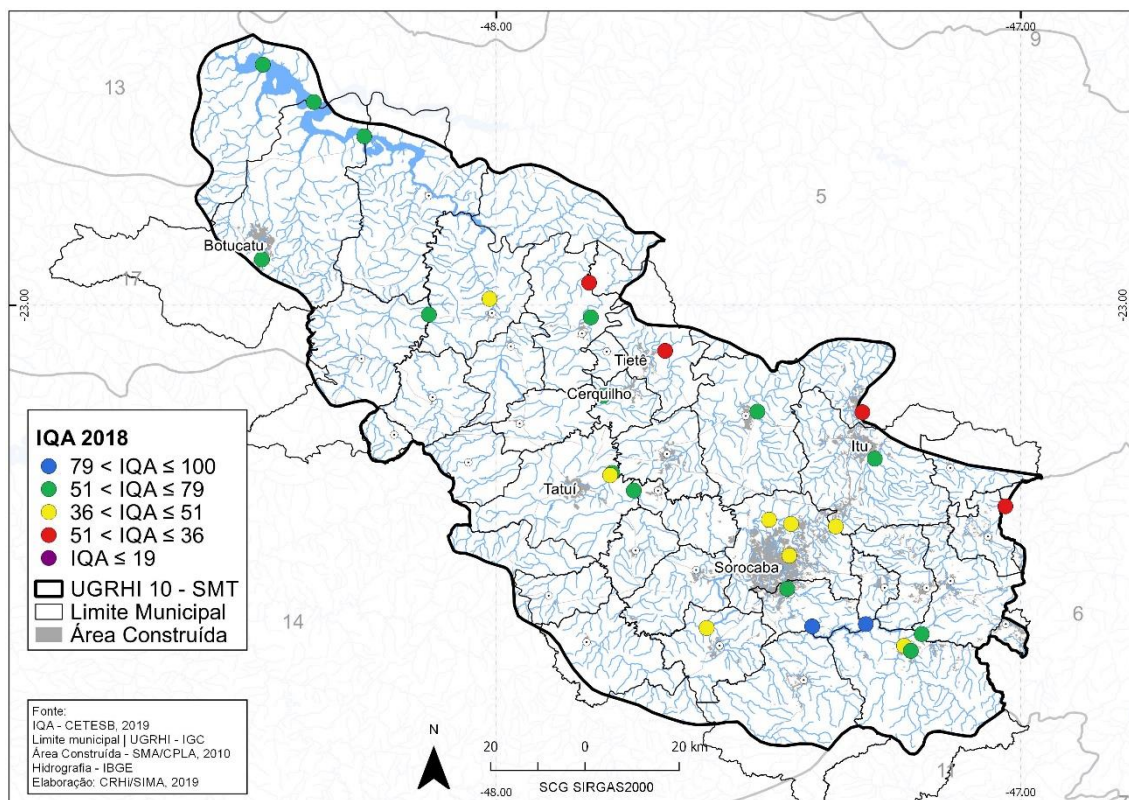 -48.00
-47.00
9
13
5
Botucatu
17
-23.00
-23.00
Tietê
Cerquilho
Itu
Tatuí
Sorocaba
14
6
11
IQA 2018
79 < IQA ≤ 100
51 < IQA ≤ 79
36 < IQA ≤ 51
51 < IQA ≤ 36
IQA ≤ 19
UGRHI 10 - SMT
Limite Municipal
Área Construída
Fonte:
IQA - CETESB, 2019
Limite municipal | UGRHI - IGC
Área Construída - SMA/CPLA, 2010
Hidrografia - IBGE
Elaboração: CRHi/SIMA, 2019
N
20 0 20 km
SCG SIRGAS2000
-48.00
-47.00